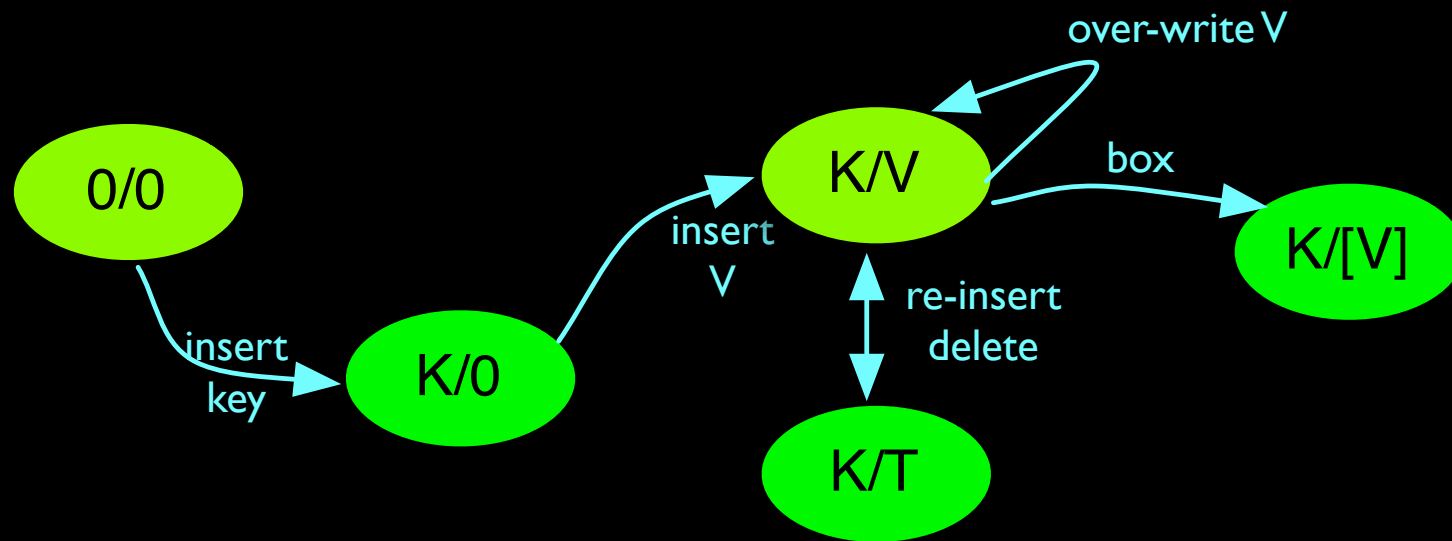 over-write V
0/0
K/V
box
insert
V
K/[V]
re-insert
delete
insert
key
K/0
K/T